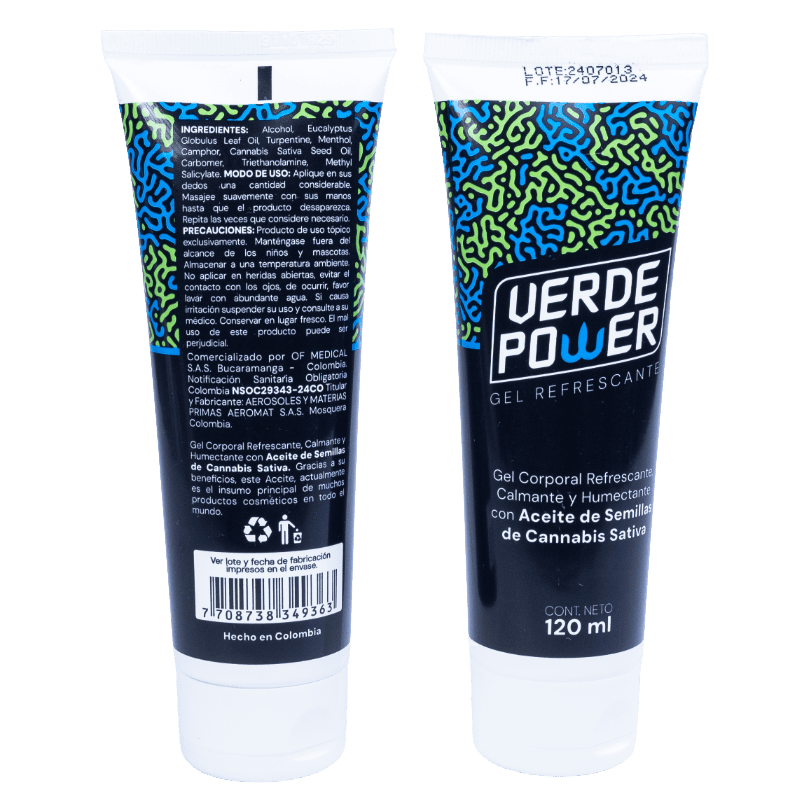 INGREDIENTES: Alcohol, Eucalyptus
Globulus Leaf Oil, Turpentine, Menthol,
Camphor, Cannabis Sativa Seed Oil,
Carbomer, Triethanolamine, Methyl
Salicylate. MODO DE USO: Aplique en sus
dedos una cantidad considerable.
Masajee suavemente con sus manos
hasta que el producto desaparezca.
Repita las veces que considere necesario.
PRECAUCIONES: Producto de uso tópico
exclusivamente. Manténgase fuera del
alcance de los niños y mascotas.
Almacenar a una temperatura ambiente.
No aplicar en heridas abiertas, evitar el
contacto con los ojos, de ocurrir, favor
lavar con abundante agua. Si causa
irritación suspender su uso y consulte a su
médico. Conservar en lugar fresco. El mal
uso de este producto puede ser
perjudicial.
Comercializado por OF MEDICAL
S.A.S. Bucaramanga - Colombia.
Notificación Sanitaria Obligatoria
Colombia NSOC29343-24CO Titular
y Fabricante: AEROSOLES Y MATERIAS
PRIMAS AEROMAT S.A.S. Mosquera
Colombia.
Gel Corporal Refrescante, Calmante y
Humectante con Aceite de Semillas
de Cannabis Sativa. Gracias a su
beneficios, este Aceite, actualmente
es el insumo principal de muchos
productos cosméticos en todo el
mundo.
Ver lote y fecha de fabricación
impresos en el envase.
7 708738 349363
Hecho en Colombia
LOTE:2407013
F.F:17/07/2024
VERDE
POWER
GEL REFRESCANTE
Gel Corporal Refrescante,
Calmante y Humectante
con Aceite de Semillas
de Cannabis Sativa
CONT. NETO
120 ml